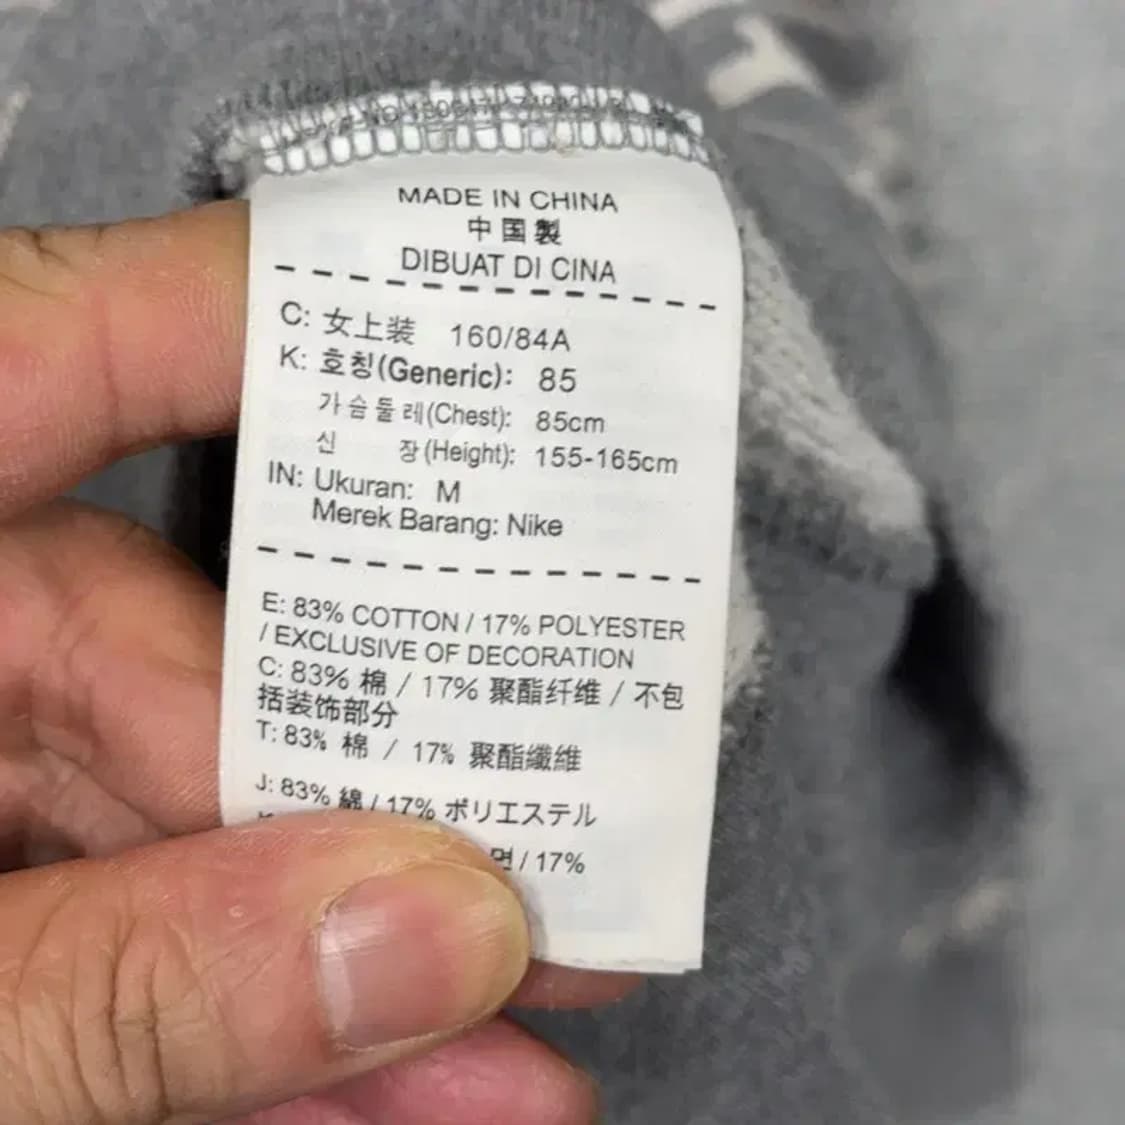 MADE IN CHINA
中国製
DIBUAT DI CINA
C: 女上装 160/84A
K: 호칭(Generic): 85
가슴둘레(Chest): 85cm
신 장(Height): 155-165cm
IN: Ukuran: M
Merek Barang: Nike
E: 83% COTTON / 17% POLYESTER
/ EXCLUSIVE OF DECORATION
C: 83% 棉 / 17% 聚酯纤维 / 不包
括装饰部分
T: 83% 棉 / 17% 聚酯纖維
J: 83% 綿 / 17% ポリエステル
면 / 17%